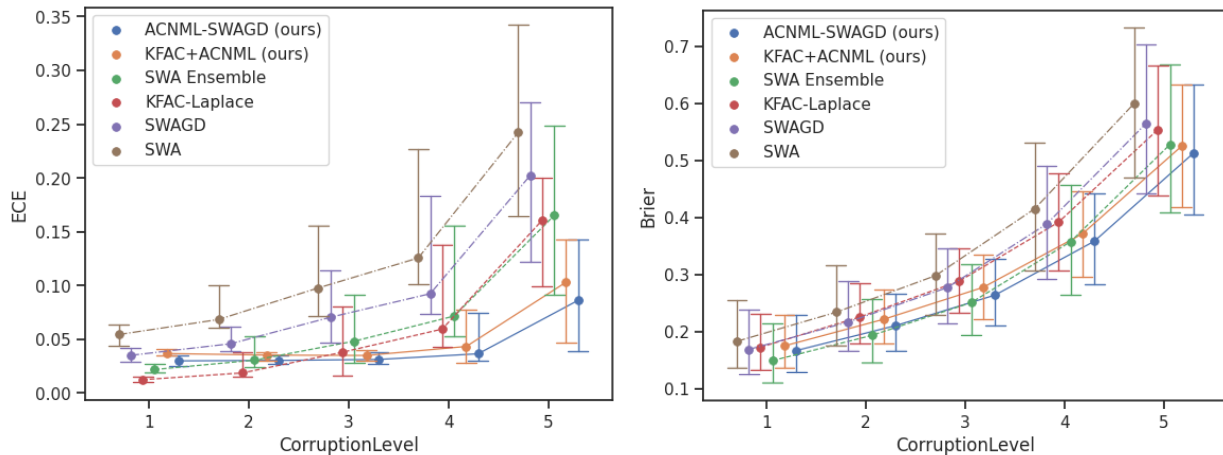 0.35
0.30
0.25
0.20
0.15
0.10
0.05
0.00
ECE
ACNML-SWAGD (ours)
KFAC+ACNML (ours)
SWA Ensemble
KFAC-Laplace
SWAGD
SWA
1 2 3 4 5
CorruptionLevel
0.7
0.6
0.5
0.4
0.3
0.2
0.1
Brier
ACNML-SWAGD (ours)
KFAC+ACNML (ours)
SWA Ensemble
KFAC-Laplace
SWAGD
SWA
1 2 3 4 5
CorruptionLevel